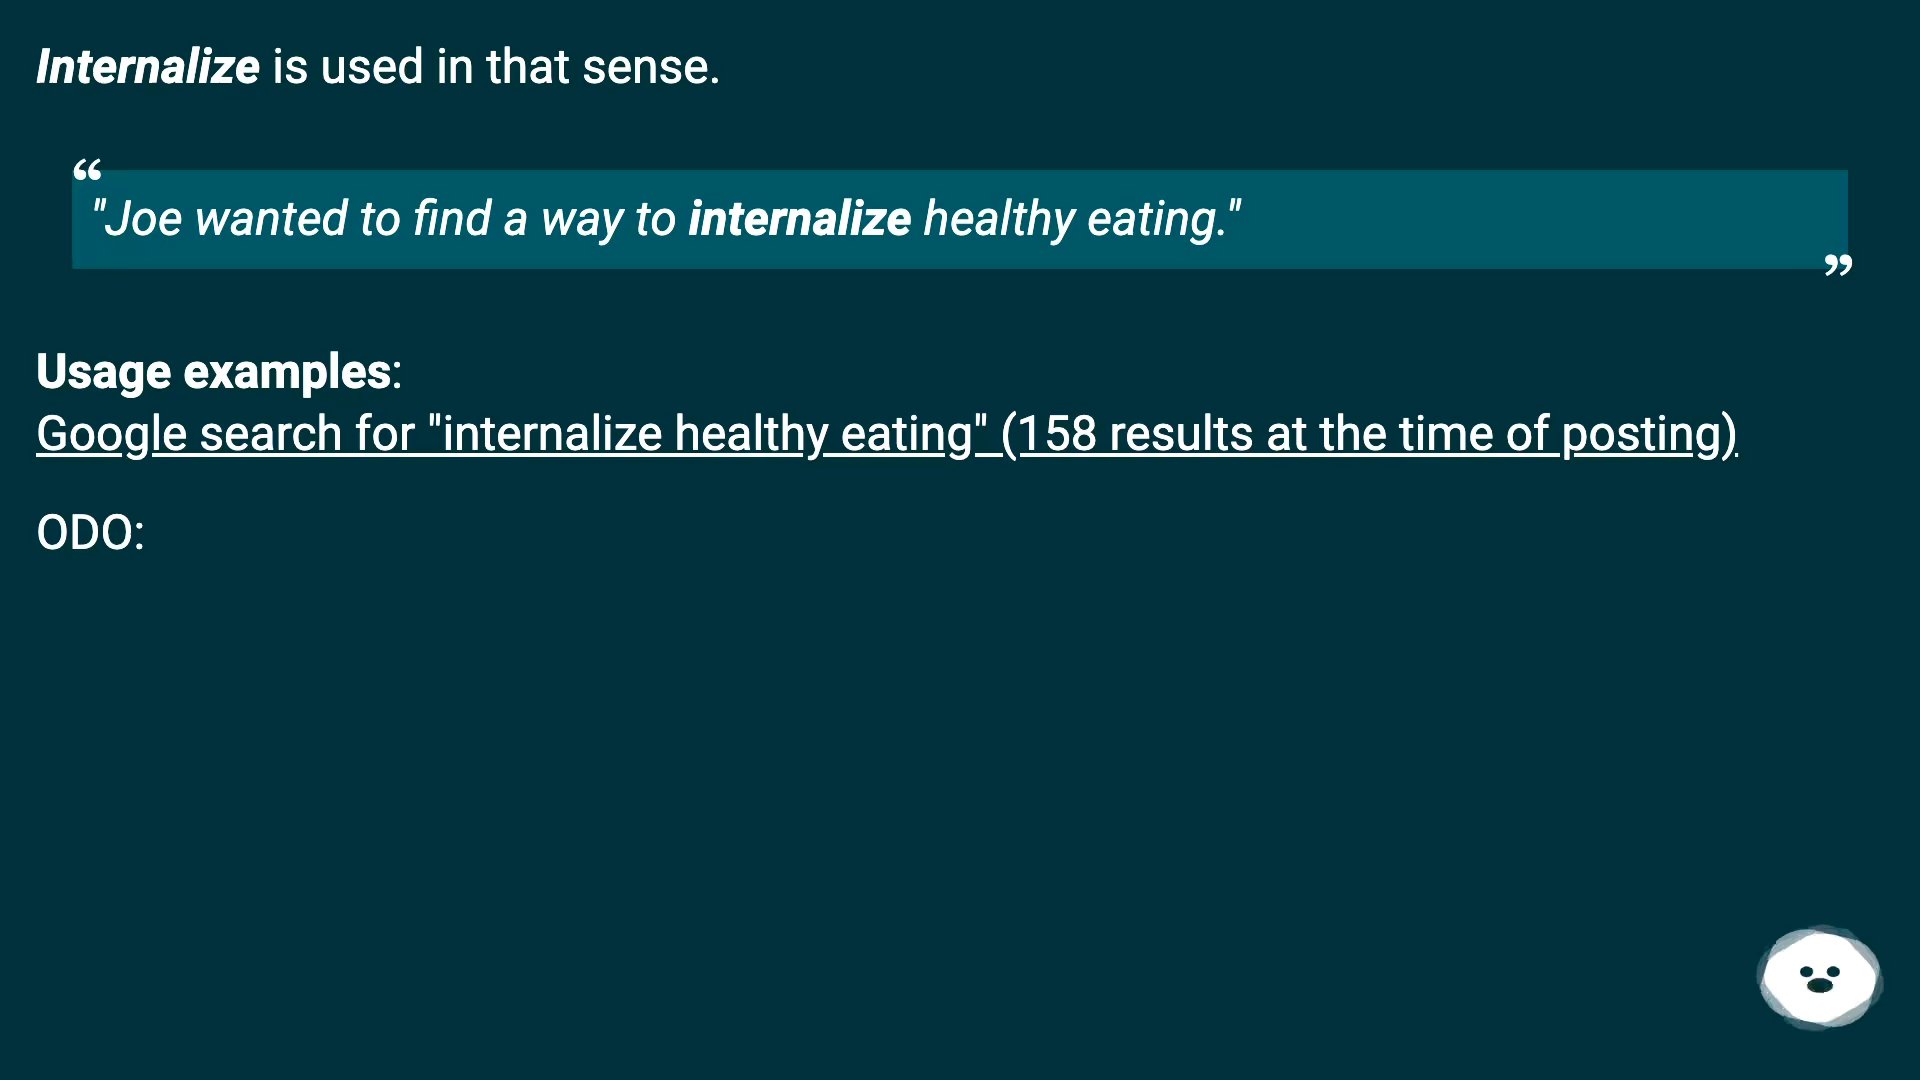 Internalize is used in that sense.
"Joe wanted to find a way to internalize healthy eating."
Usage examples:
Google search for "internalize healthy eating" (158 results at the time of posting)
ODO: